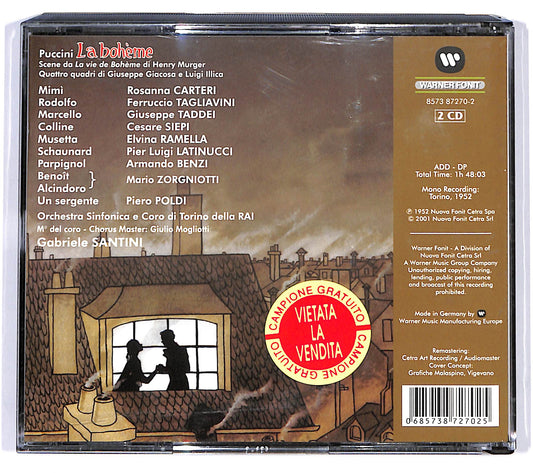 Puccini La bohème
Scene da La vie de Bohème di Henry Murger
Quattro quadri di Giuseppe Giacosa e Luigi Illica
Mimì Rosanna CARTERI
Rodolfo Ferruccio TAGLIAVINI
Marcello Giuseppe TADDEI
Colline Cesare SIEPI
Musetta Elvina RAMELLA
Schaunard Pier Luigi LATINUCCI
Parpignol Armando BENZI
Benoît
Alcindoro } Mario ZORGNIOTTI
Un sergente Piero POLDI
Orchestra Sinfonica e Coro di Torino della RAI
M° del coro - Chorus Master: Giulio Mogliotti
Gabriele SANTINI
CAMPIONE GRATUITO
VIETATA
LA
VENDITA
CAMPIONE GRATUITO
WARNER FONIT
8573 87270-2
2 CD
ADD - DP
Total Time: 1h 48:03
Mono Recording:
Torino, 1952
℗ 1952 Nuova Fonit Cetra Spa
© 2001 Nuova Fonit Cetra Srl
Warner Fonit - A Division of
Nuova Fonit Cetra Srl
A Warner Music Group Company
Unauthorized copying, hiring,
lending, public performance
and broadcast of this recording
prohibited.
Made in Germany by
Warner Music Manufacturing Europe
Remastering:
Cetra Art Recording / Audiomaster
Cover Concept:
Grafiche Malaspina, Vigevano
0 685738 727025